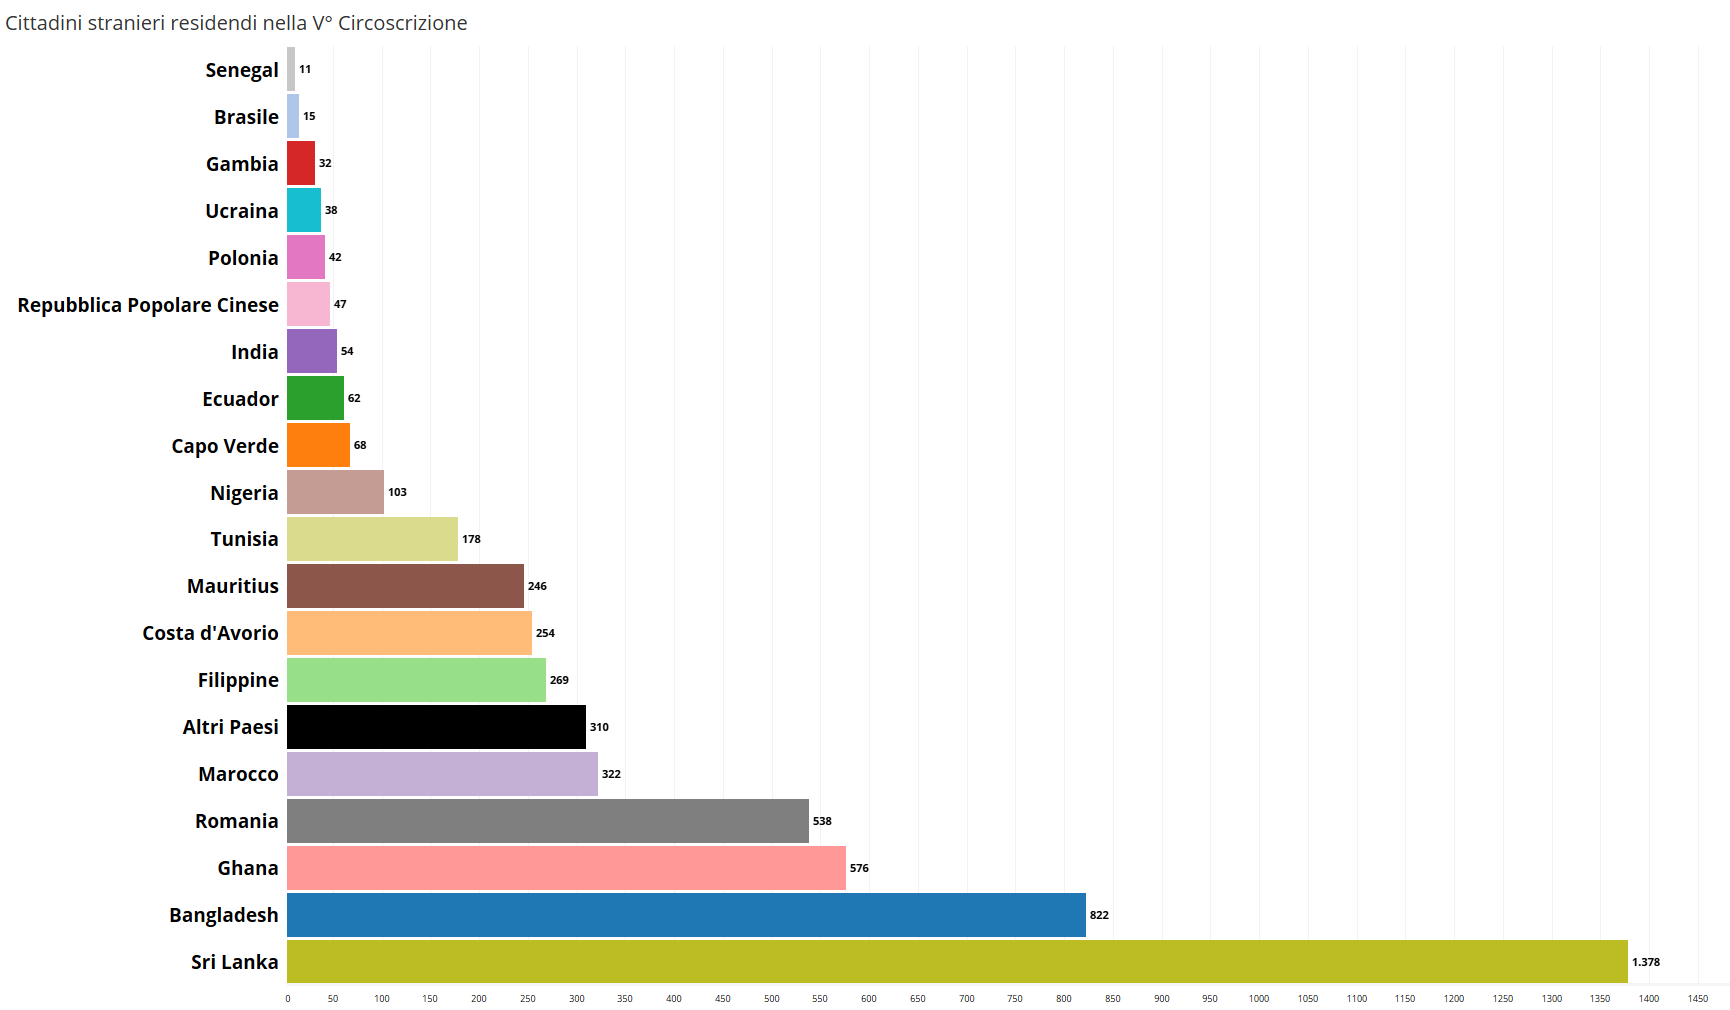 Cittadini stranieri residendi nella V° Circoscrizione
Senegal 11
Brasile 15
Gambia 32
Ucraina 38
Polonia 42
Repubblica Popolare Cinese 47
India 54
Ecuador 62
Capo Verde 68
Nigeria 103
Tunisia 178
Mauritius 246
Costa d'Avorio 254
Filippine 269
Altri Paesi 310
Marocco 322
Romania 538
Ghana 576
Bangladesh 822
Sri Lanka 1.378
0 50 100 150 200 250 300 350 400 450 500 550 600 650 700 750 800 850 900 950 1000 1050 1100 1150 1200 1250 1300 1350 1400 1450